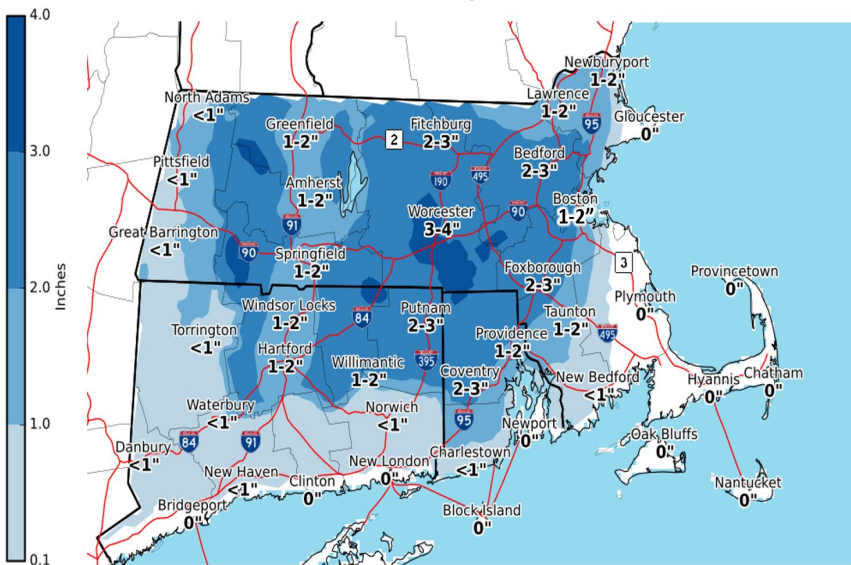 4.0
3.0
2.0
1.0
0.1
Inches
Newburyport
1-2"
North Adams
<1"
Lawrence
1-2"
Gloucester
0"
95
Greenfield
1-2"
2
Fitchburg
2-3"
Bedford
2-3"
Pittsfield
<1"
190
495
Amherst
1-2"
Boston
1-2”
Worcester
3-4"
90
91
Great Barrington
<1"
90
Springfield
1-2"
Foxborough
2-3"
3
Provincetown
0"
Plymouth
0"
Windsor Locks
1-2"
84
Putnam
2-3"
Taunton
1-2"
Torrington
<1"
Providence
1-2"
495
Hartford
1-2"
Willimantic
1-2"
395
Coventry
2-3"
New Bedford
<1"
Hyannis
0"
Chatham
0"
Waterbury
<1"
Norwich
<1"
95
Newport
0"
Oak Bluffs
0"
84
91
Danbury
<1"
New Haven
<1"
New London
0"
Charlestown
<1"
Clinton
0"
Nantucket
0"
Bridgeport
0"
Block Island
0"